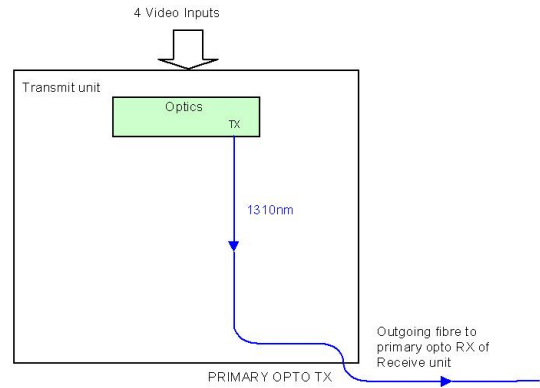 4 Video Inputs
Transmit unit
Optics
TX
1310nm
Outgoing fibre to
primary opto RX of
Receive unit
PRIMARY OPTO TX